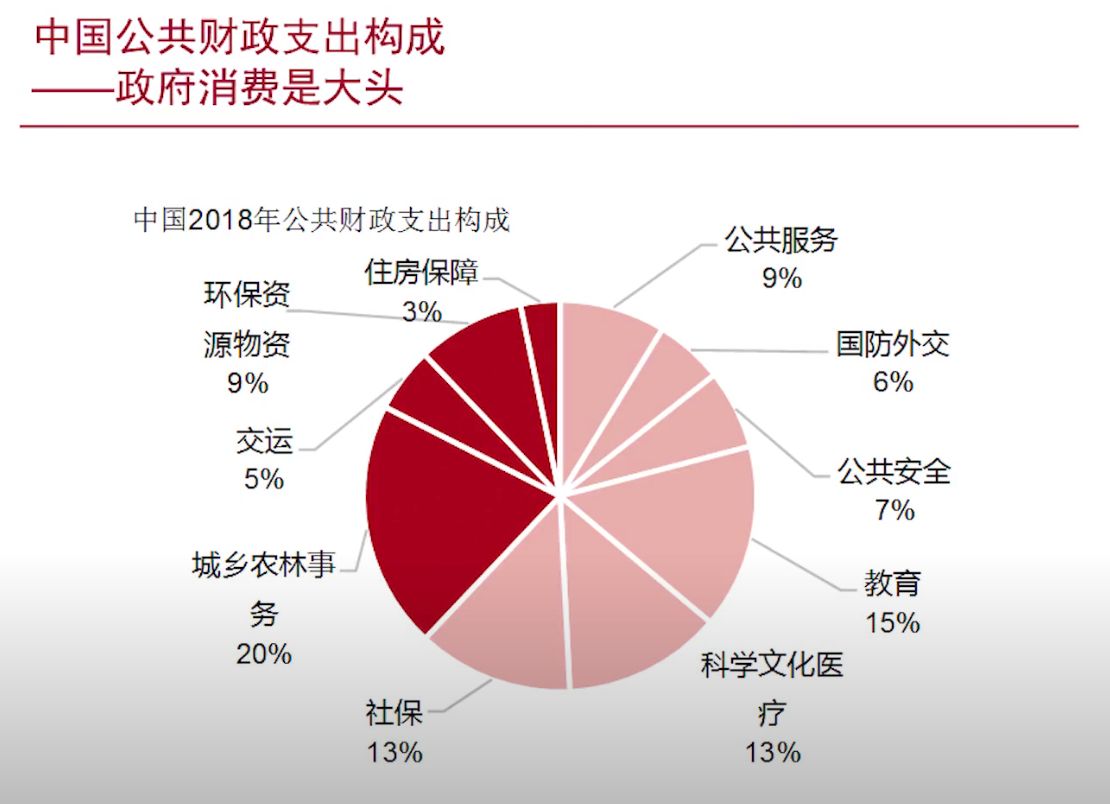 中国公共财政支出构成
——政府消费是大头
中国2018年公共财政支出构成
公共服务
9%
国防外交
6%
公共安全
7%
教育
15%
科学文化医
疗
13%
社保
13%
城乡农林事
务
20%
交运
5%
环保资
源物资
9%
住房保障
3%